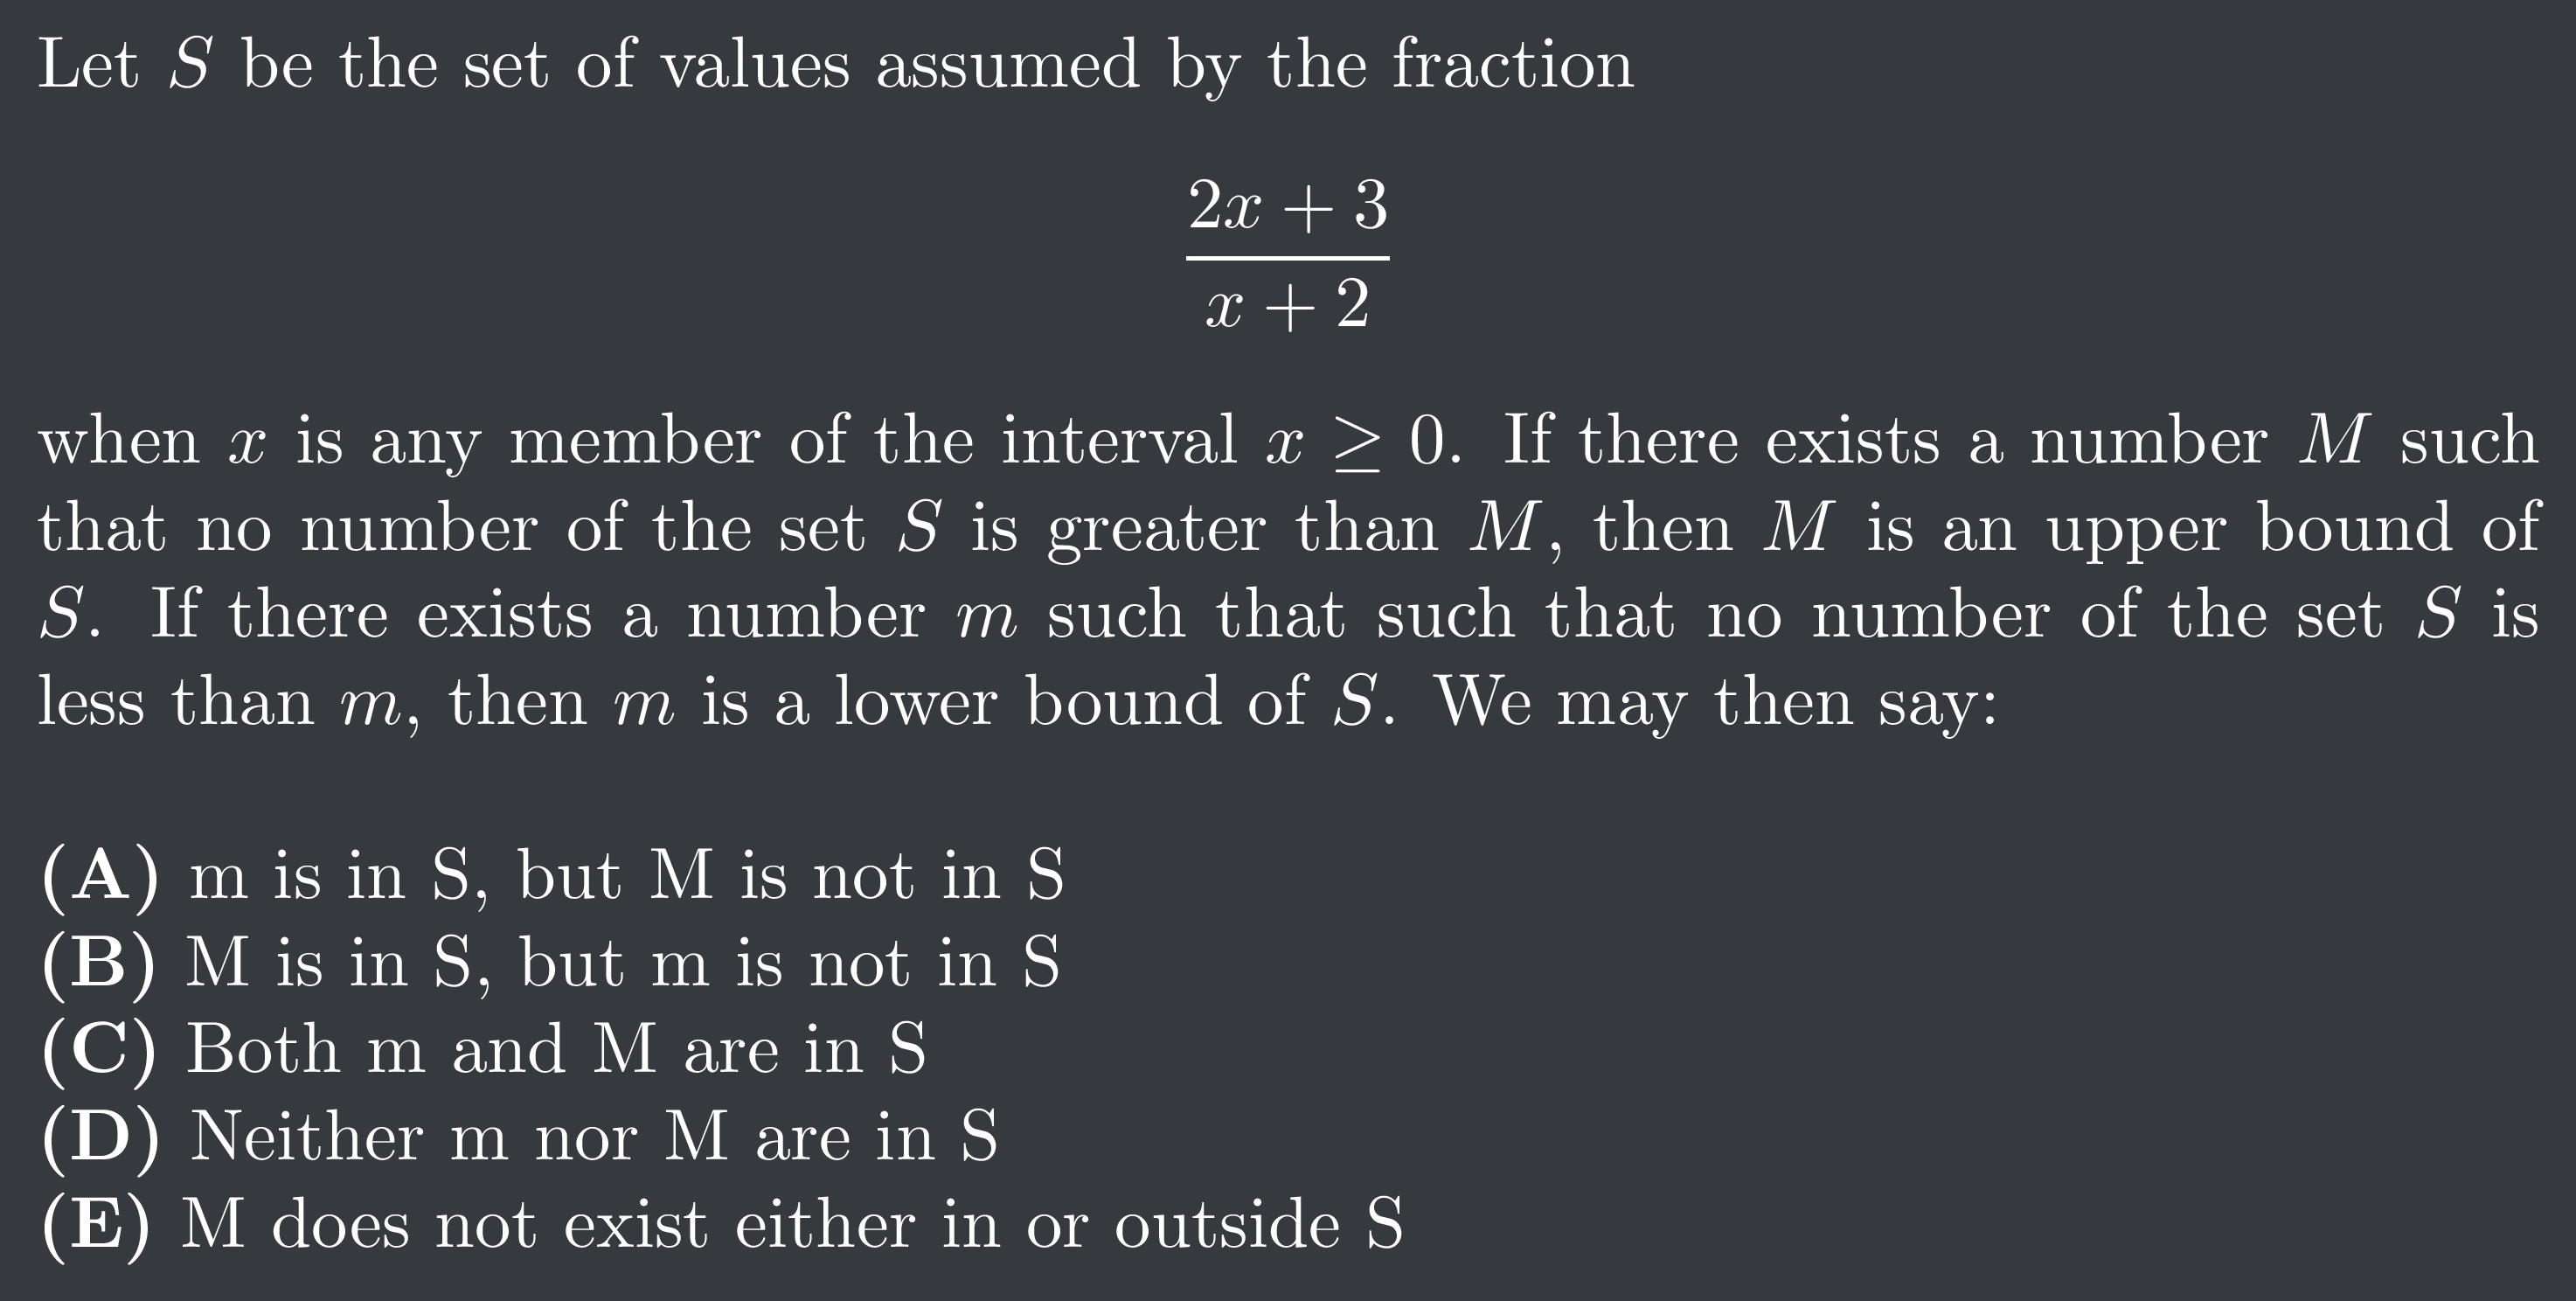 Let S be the set of values assumed by the fraction
2x + 3
x + 2
when x is any member of the interval x ≥ 0. If there exists a number M such
that no number of the set S is greater than M, then M is an upper bound of
S. If there exists a number m such that such that no number of the set S is
less than m, then m is a lower bound of S. We may then say:
(A) m is in S, but M is not in S
(B) M is in S, but m is not in S
(C) Both m and M are in S
(D) Neither m nor M are in S
(E) M does not exist either in or outside S